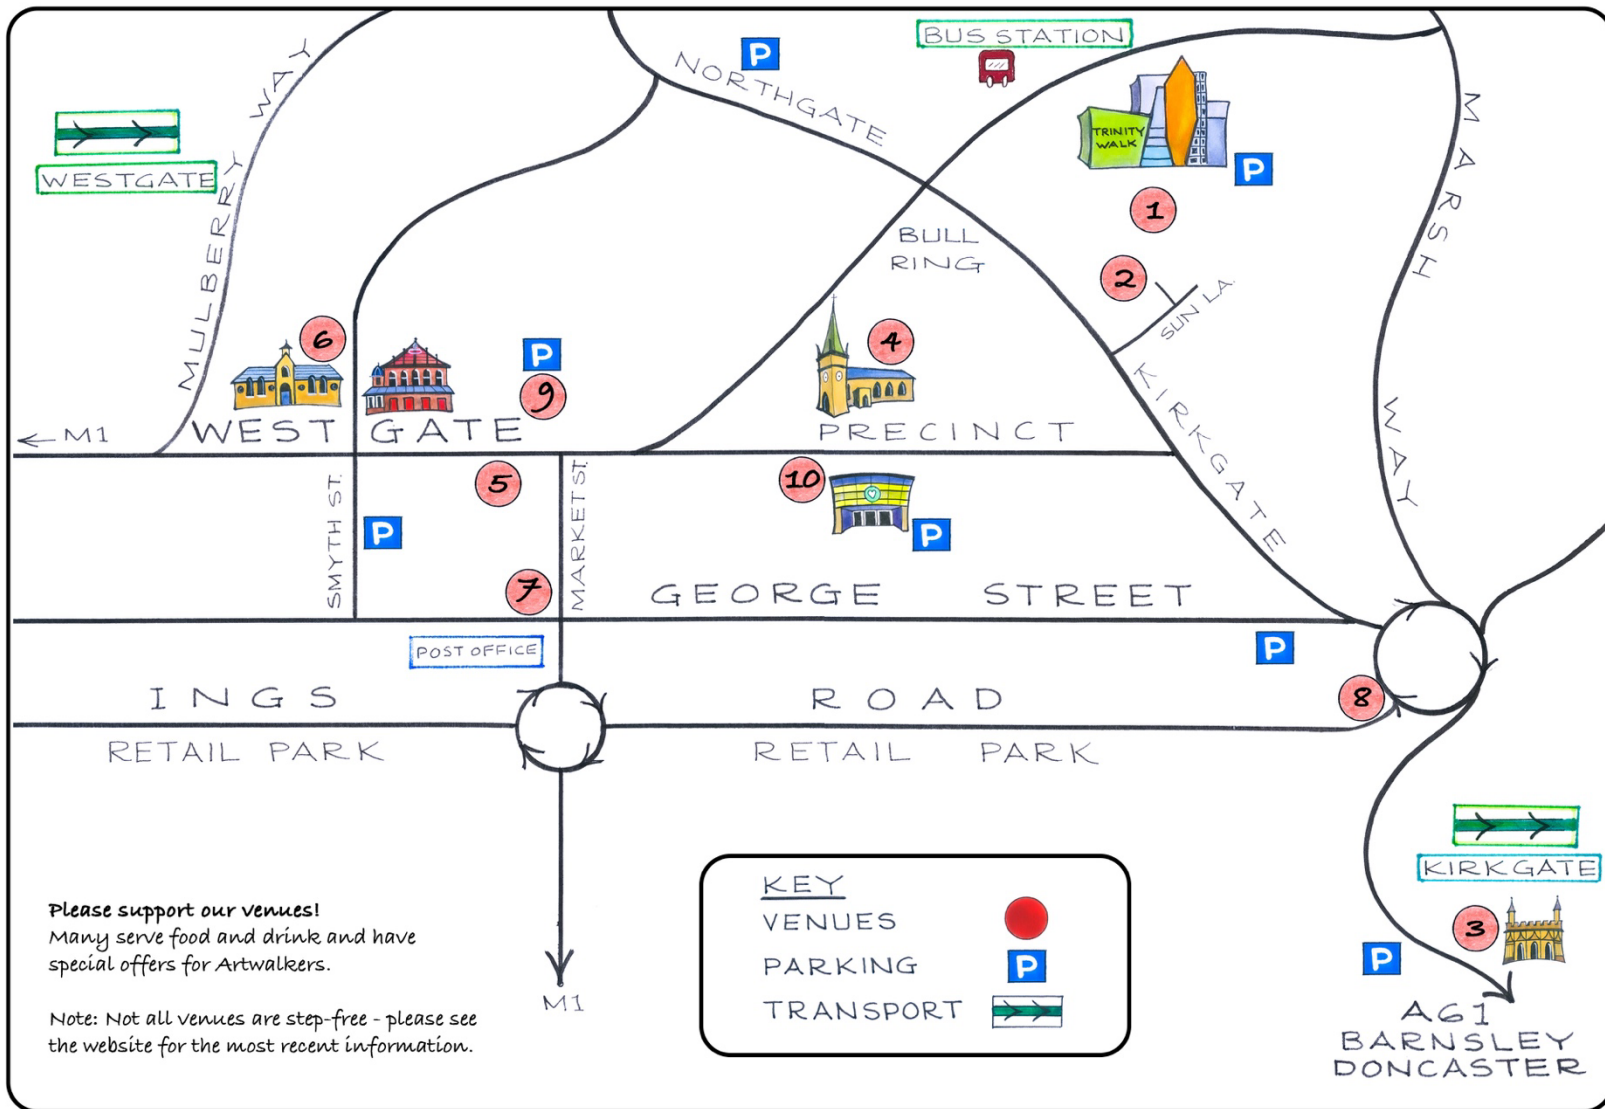 BUS STATION
P
NORTHGATE
MULBERRY WAY
WESTGATE
TRINITY
WALK
P
MARSH WAY
1
BULL
RING
2
SUN LA.
6
P
4
9
KIRKGATE
← M1
WESTGATE
PRECINCT
5
10
SMYTH ST.
P
MARKET ST.
P
7
GEORGE STREET
POST OFFICE
P
8
INGS ROAD
RETAIL PARK
RETAIL PARK
KIRKGATE
3
P
A61
BARNSLEY
DONCASTER
M1
KEY
VENUES
PARKING P
TRANSPORT
Please support our venues!
Many serve food and drink and have
special offers for Artwalkers.
Note: Not all venues are step-free - please see
the website for the most recent information.